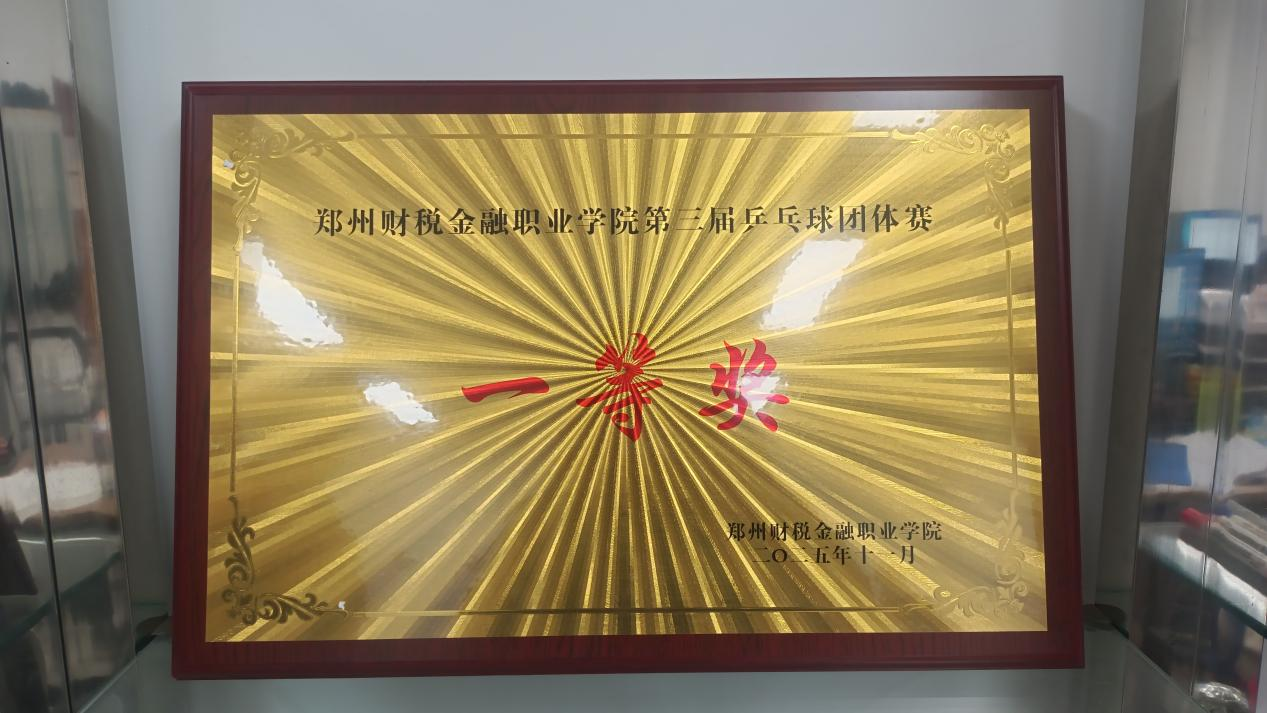 郑州财税金融职业学院第三届乒乓球团体赛
一等奖
郑州财税金融职业学院
二〇二五年十一月